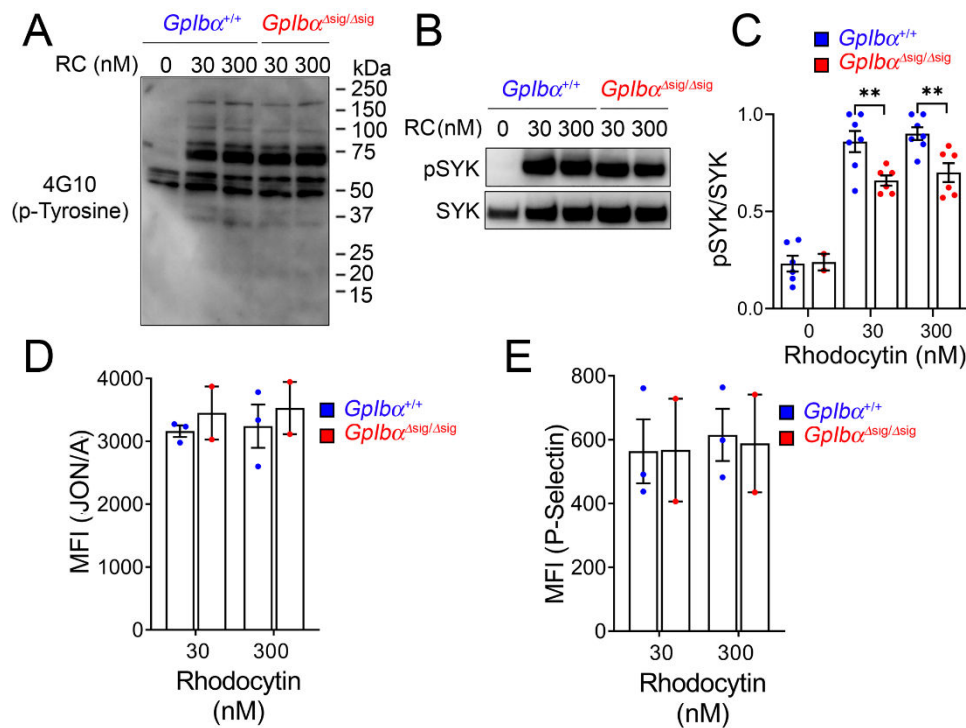 A
GpIbα+/+ GpIbαΔsig/Δsig
RC (nM) 0 30 300 30 300 kDa
250
150
100
75
50
37
25
20
15
4G10
(p-Tyrosine)
B
GpIbα+/+ GpIbαΔsig/Δsig
RC(nM) 0 30 300 30 300
pSYK
SYK
C
GpIbα+/+
GpIbαΔsig/Δsig
** **
pSYK/SYK
1.0
0.5
0.0
0 30 300
Rhodocytin (nM)
D
MFI (JON/A)
4000
3000
2000
1000
0
30 300
Rhodocytin
(nM)
GpIbα+/+
GpIbαΔsig/Δsig
E
MFI (P-Selectin)
800
600
400
200
0
30 300
Rhodocytin
(nM)
GpIbα+/+
GpIbαΔsig/Δsig